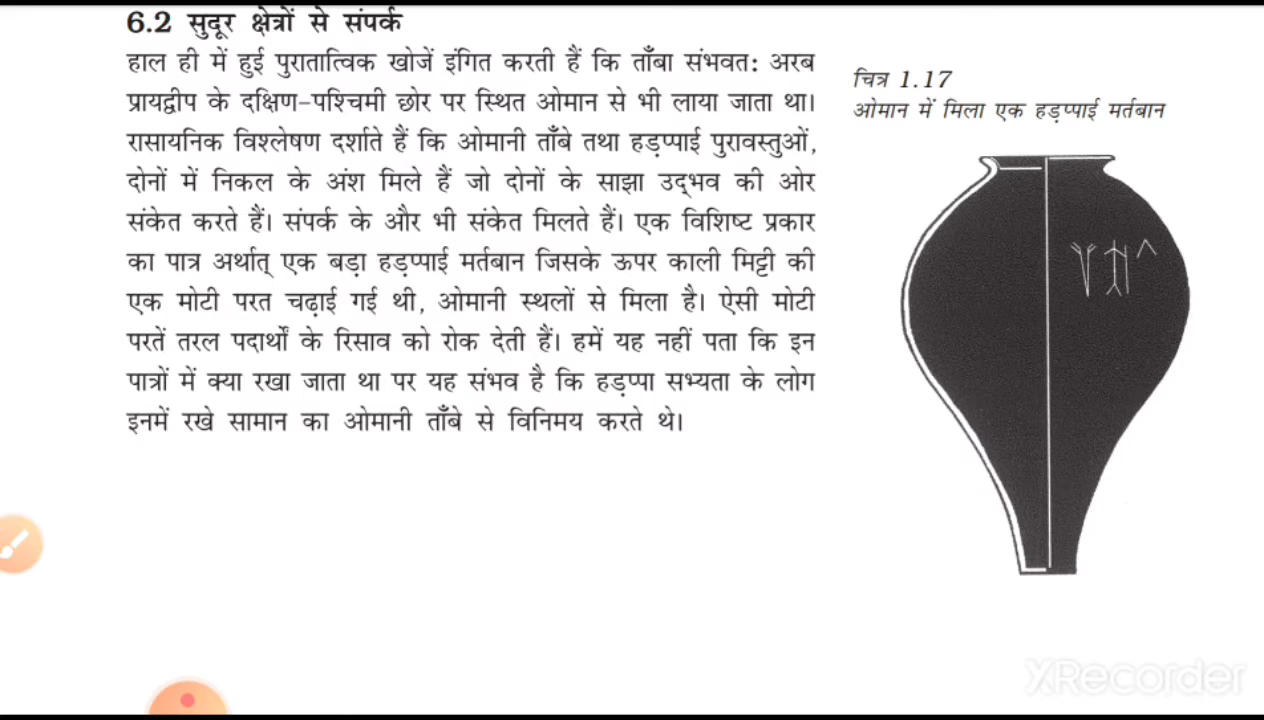 6.2 सुदूर क्षेत्रों से संपर्क
हाल ही में हुई पुरातात्विक खोजें इंगित करती हैं कि ताँबा संभवत: अरब
प्रायद्वीप के दक्षिण-पश्चिमी छोर पर स्थित ओमान से भी लाया जाता था।
रासायनिक विश्लेषण दर्शाते हैं कि ओमानी ताँबे तथा हड़प्पाई पुरावस्तुओं,
दोनों में निकल के अंश मिले हैं जो दोनों के साझा उद्‌भव की ओर
संकेत करते हैं। संपर्क के और भी संकेत मिलते हैं। एक विशिष्ट प्रकार
का पात्र अर्थात् एक बड़ा हड़प्पाई मर्तबान जिसके ऊपर काली मिट्टी की
एक मोटी परत चढ़ाई गई थी, ओमानी स्थलों से मिला है। ऐसी मोटी
परतें तरल पदार्थों के रिसाव को रोक देती हैं। हमें यह नहीं पता कि इन
पात्रों में क्या रखा जाता था पर यह संभव है कि हड़प्पा सभ्यता के लोग
इनमें रखे सामान का ओमानी ताँबे से विनिमय करते थे।
चित्र 1.17
ओमान में मिला एक हड़प्पाई मर्तबान
XRecorder